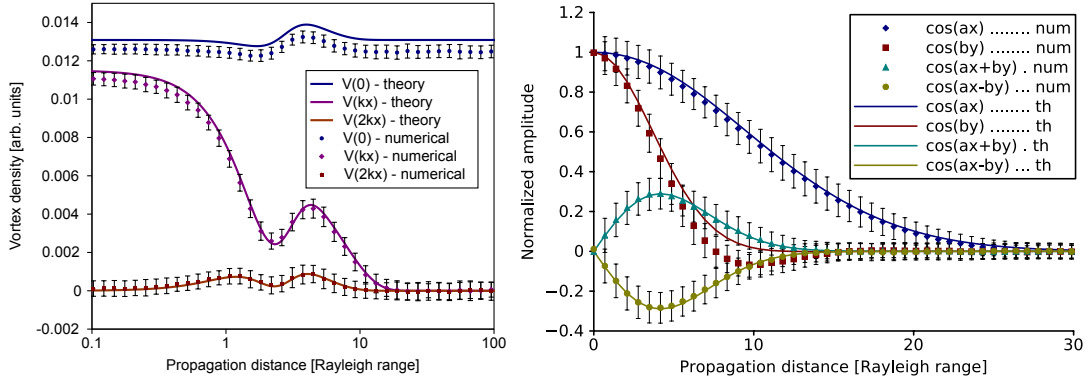 0.014
0.012
0.01
0.008
0.006
0.004
0.002
0
-0.002
Vortex density [arb. units]
0.1
1
10
100
Propagation distance [Rayleigh range]
V(0) - theory
V(kx) - theory
V(2kx) - theory
V(0) - numerical
V(kx) - numerical
V(2kx) - numerical
1.2
1.0
0.8
0.6
0.4
0.2
0
−0.2
−0.4
Normalized amplitude
0
10
20
30
Propagation distance [Rayleigh range]
cos(ax) ........ num
cos(by) ........ num
cos(ax+by) . num
cos(ax-by) ... num
cos(ax) ........ th
cos(by) ........ th
cos(ax+by) . th
cos(ax-by) ... th